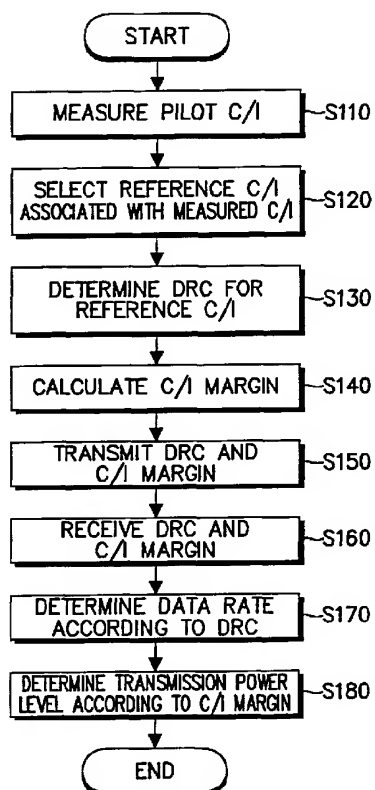 START
MEASURE PILOT C/I
S110
SELECT REFERENCE C/I
ASSOCIATED WITH MEASURED C/I
S120
DETERMINE DRC FOR
REFERENCE C/I
S130
CALCULATE C/I MARGIN
S140
TRANSMIT DRC AND
C/I MARGIN
S150
RECEIVE DRC AND
C/I MARGIN
S160
DETERMINE DATA RATE
ACCORDING TO DRC
S170
DETERMINE TRANSMISSION POWER
LEVEL ACCORDING TO C/I MARGIN
S180
END